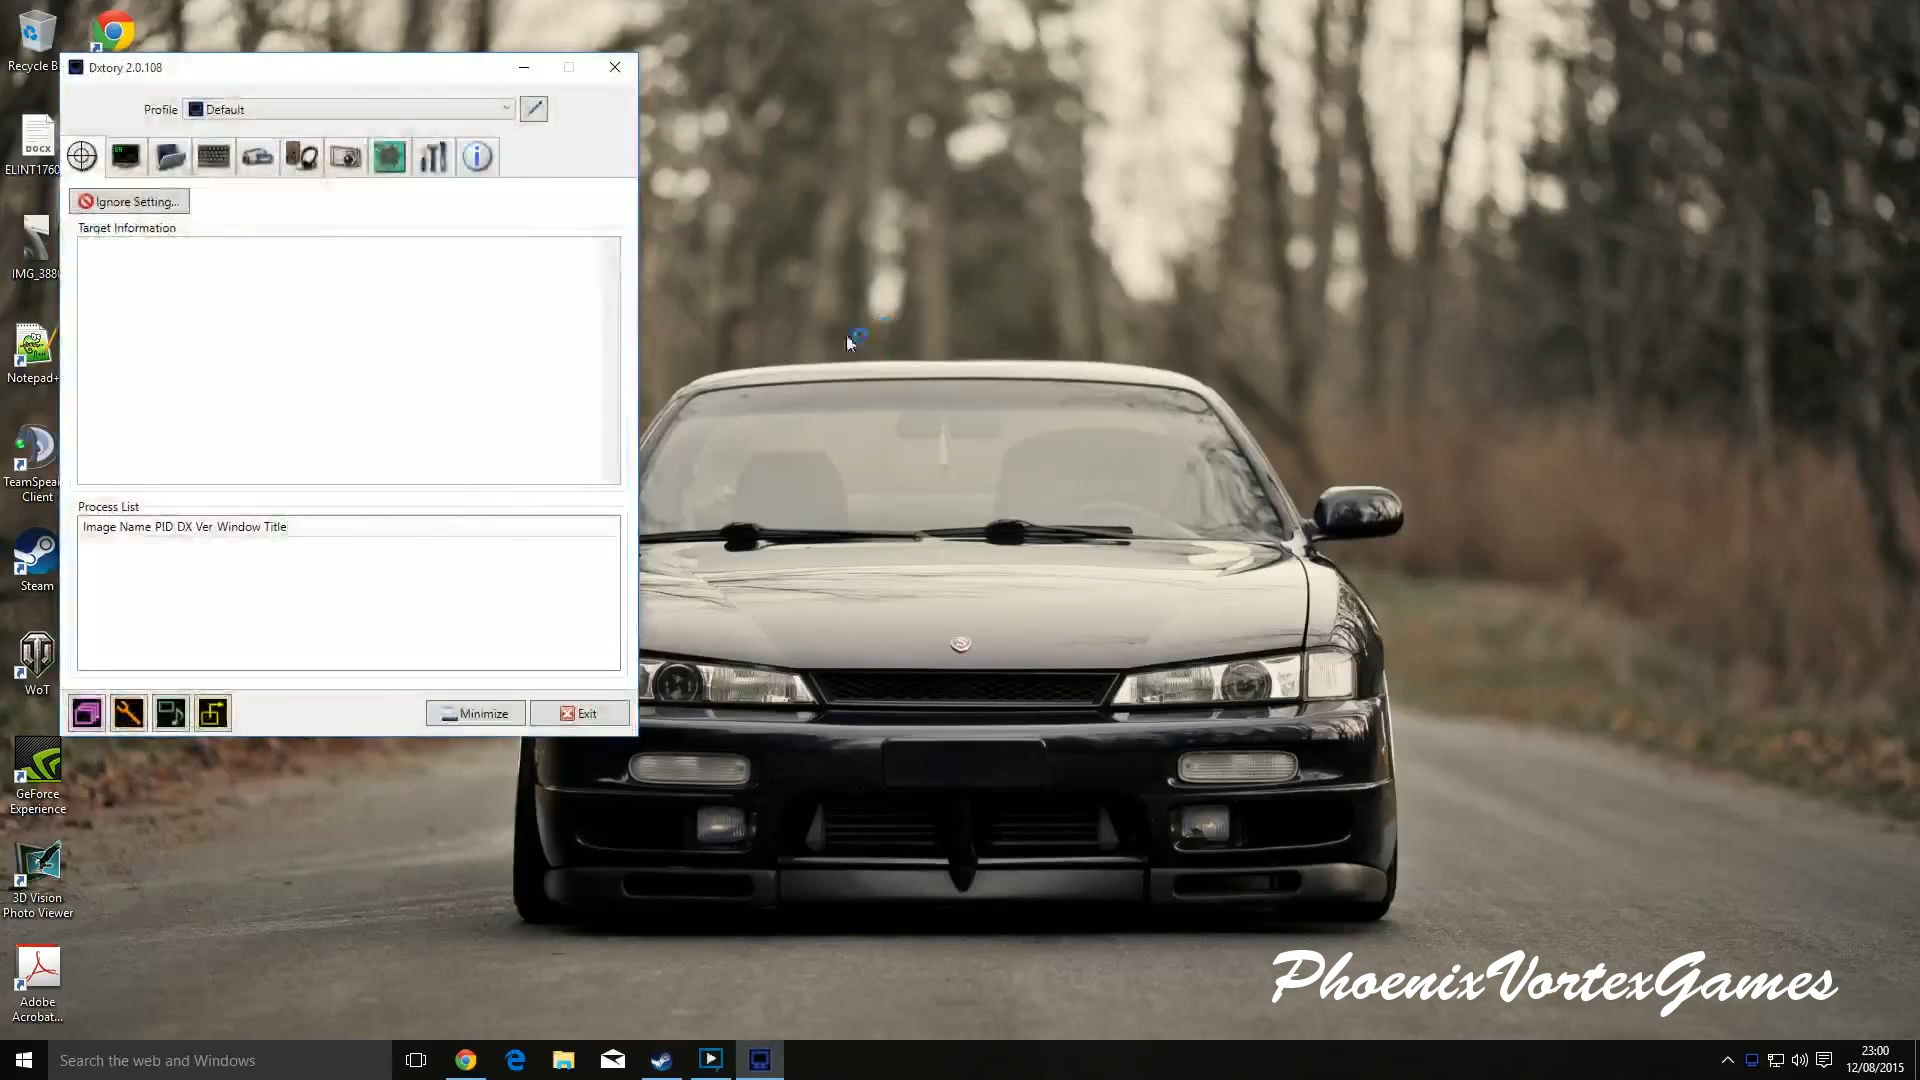 Recycle B
Dxtory 2.0.108
Profile
Default
Ignore Setting...
Target Information
Process List
Image Name PID DX Ver Window Title
Minimize
Exit
DOCX
ELINT1760
IMG_388
Notepad+
TeamSpea
Client
Steam
WoT
GeForce
Experience
3D Vision
Photo Viewer
Adobe
Acrobat...
PhoenixVortexGames
Search the web and Windows
23:00
12/08/2015